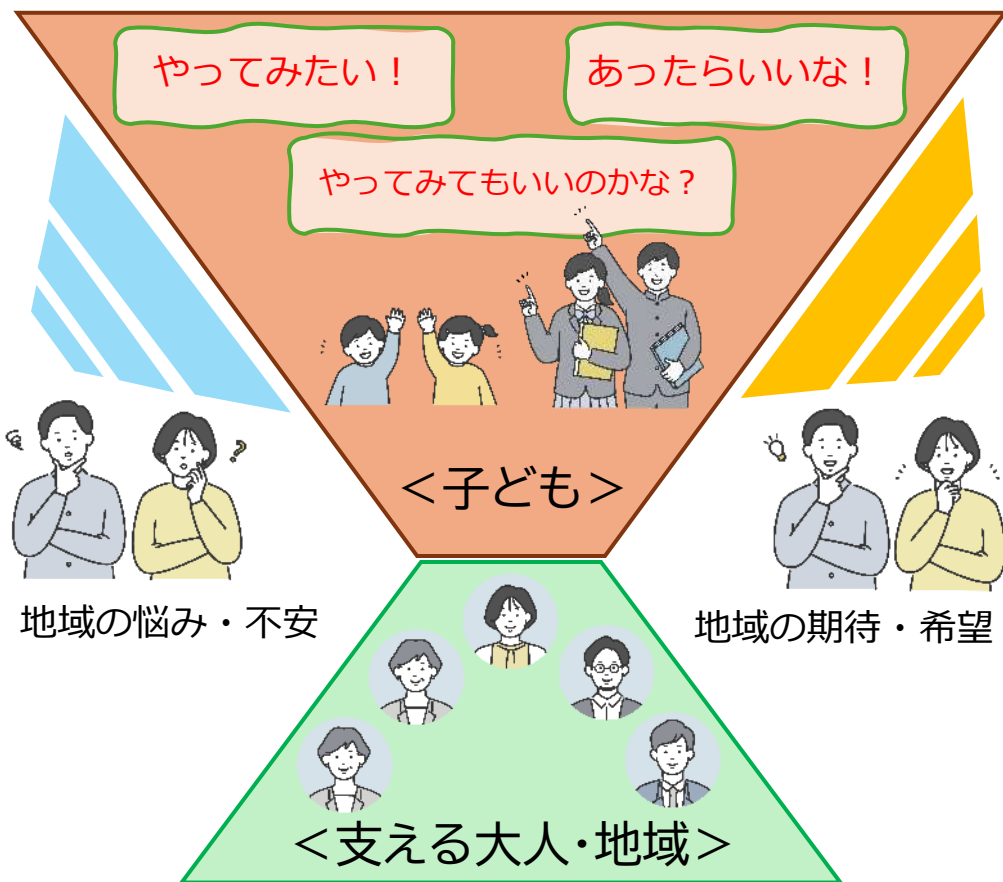 やってみたい！
あったらいいな！
やってみてもいいのかな？
＜子ども＞
地域の悩み・不安
地域の期待・希望
＜支える大人･地域＞